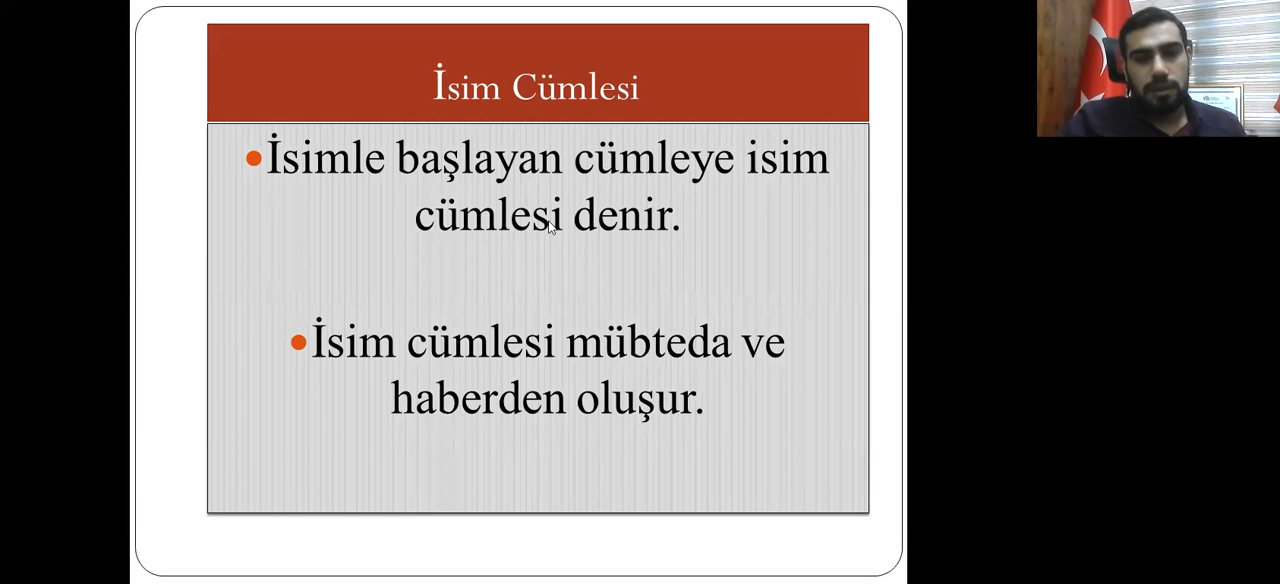 İsim Cümlesi
•İsimle başlayan cümleye isim
cümlesi denir.
•İsim cümlesi mübteda ve
haberden oluşur.